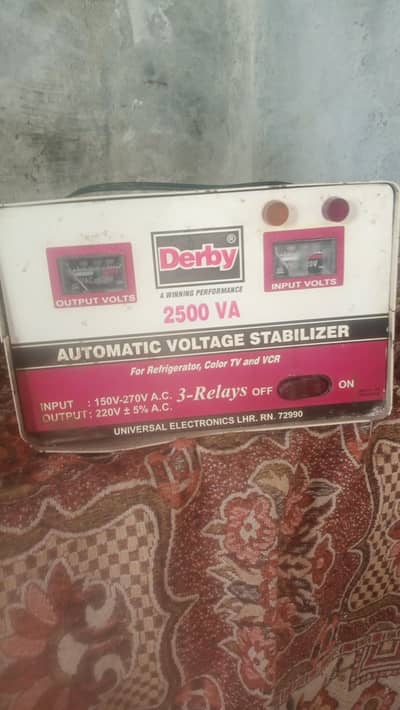 Derby®
A WINNING PERFORMANCE
2500 VA
OUTPUT VOLTS
INPUT VOLTS
AUTOMATIC VOLTAGE STABILIZER
For Refrigerator, Color TV and VCR
INPUT : 150V-270V A.C.
OUTPUT : 220V ± 5% A.C.
3-Relays
OFF
ON
UNIVERSAL ELECTRONICS LHR. RN. 72990